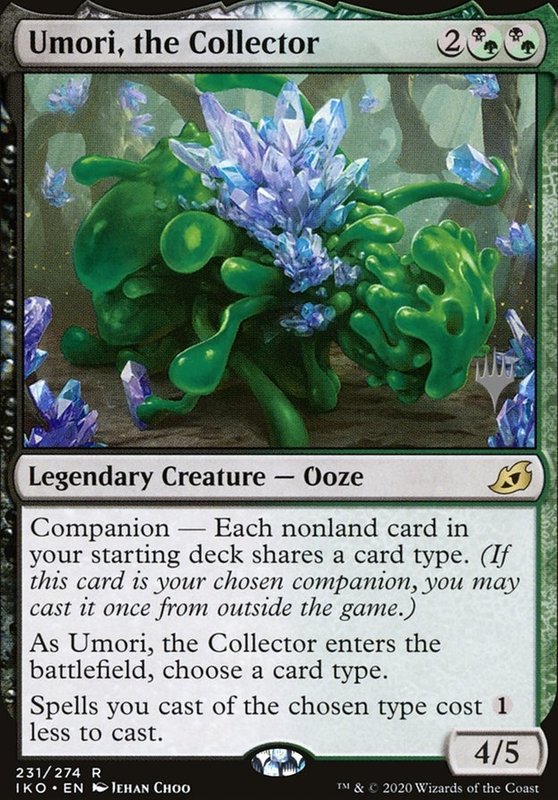 Umori, the Collector 2
Legendary Creature — Ooze
Companion — Each nonland card in
your starting deck shares a card type. (If
this card is your chosen companion, you may
cast it once from outside the game.)
As Umori, the Collector enters the
battlefield, choose a card type.
Spells you cast of the chosen type cost 1
less to cast.
4/5
231/274 R
IKO • EN Jehan Choo
™ & © 2020 Wizards of the Coast